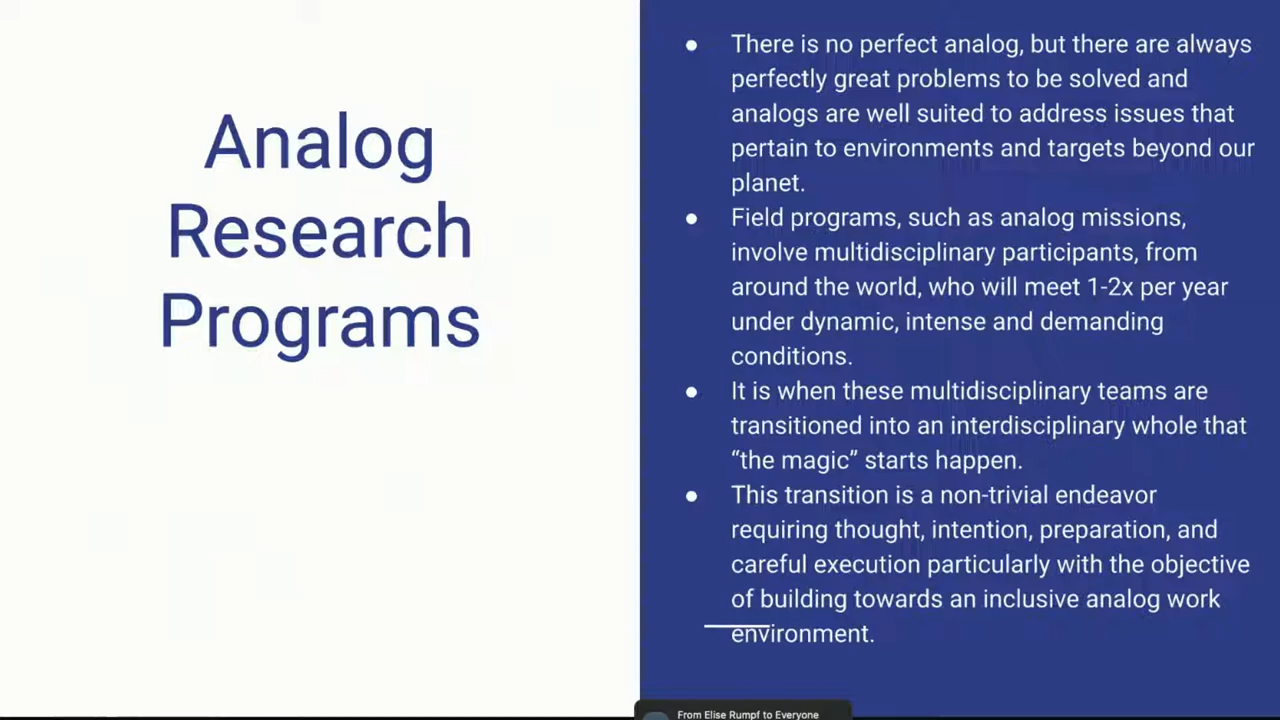 Analog
Research
Programs
● There is no perfect analog, but there are always
perfectly great problems to be solved and
analogs are well suited to address issues that
pertain to environments and targets beyond our
planet.
● Field programs, such as analog missions,
involve multidisciplinary participants, from
around the world, who will meet 1-2x per year
under dynamic, intense and demanding
conditions.
● It is when these multidisciplinary teams are
transitioned into an interdisciplinary whole that
“the magic” starts happen.
● This transition is a non-trivial endeavor
requiring thought, intention, preparation, and
careful execution particularly with the objective
of building towards an inclusive analog work
environment.
From Elise Rumpf to Everyone